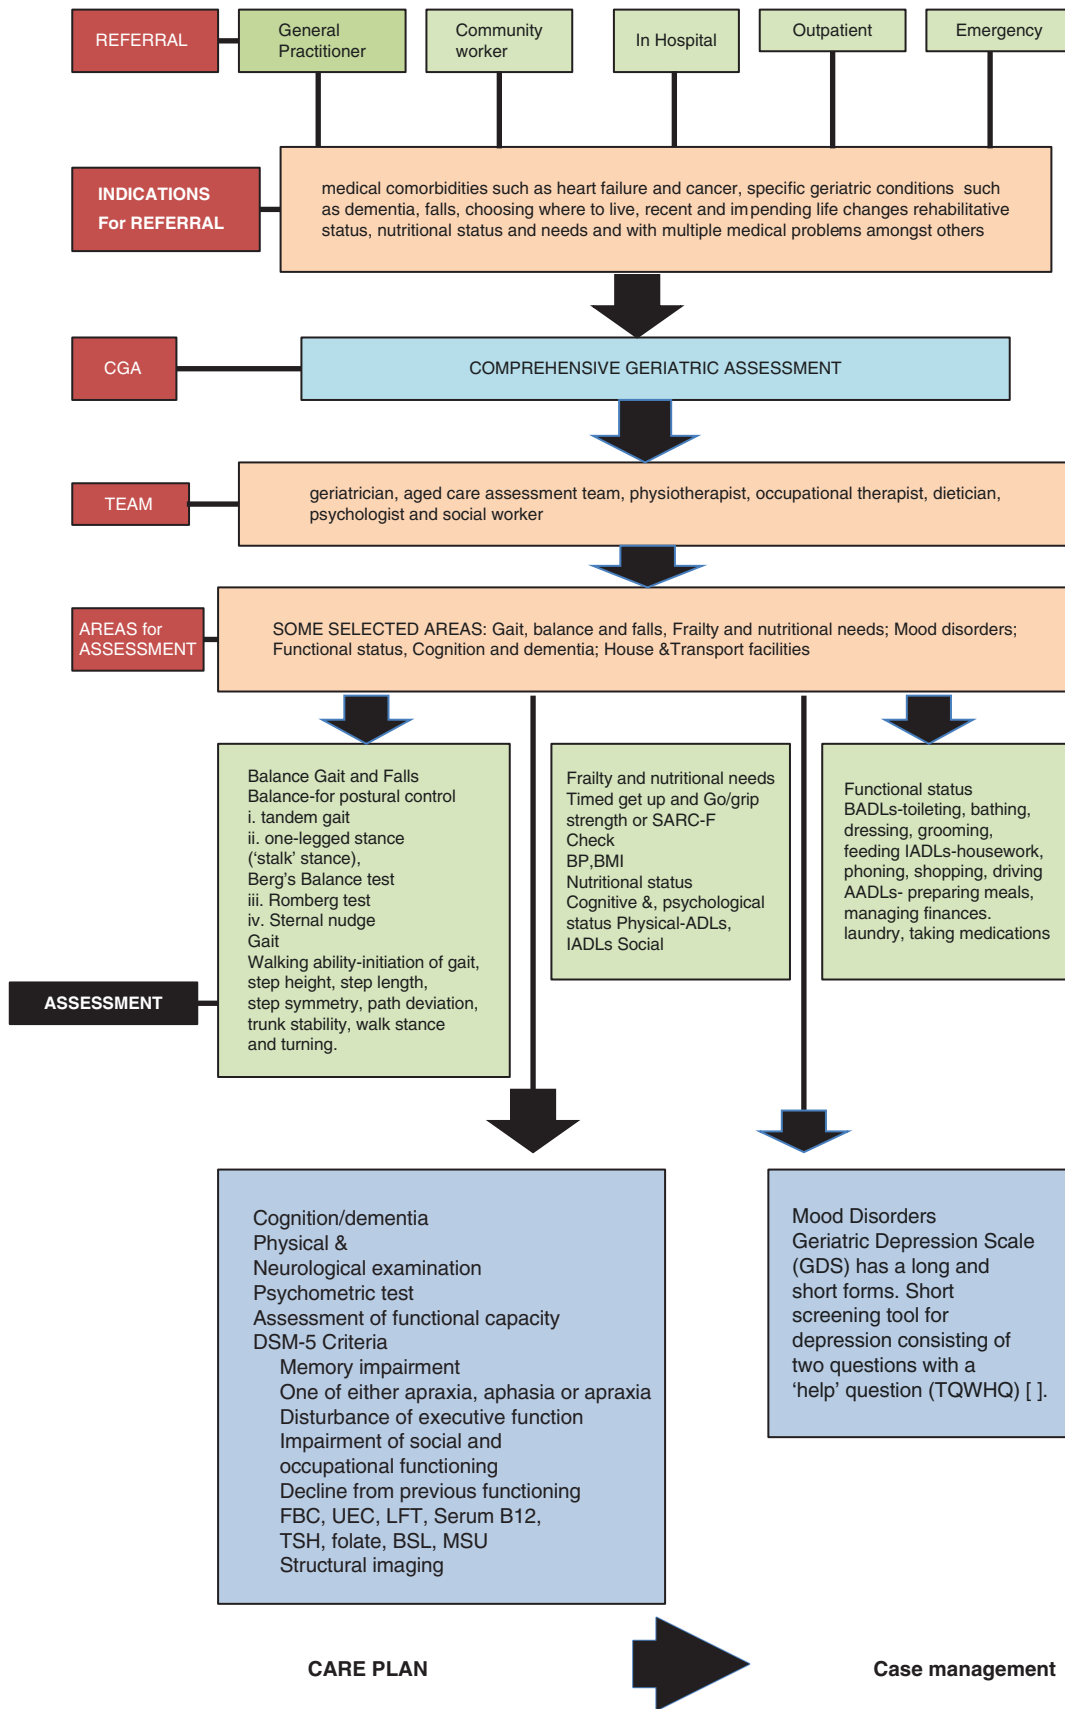 REFERRAL
General
Practitioner
Community
worker
In Hospital
Outpatient
Emergency
INDICATIONS
For REFERRAL
medical comorbidities such as heart failure and cancer, specific geriatric conditions such
as dementia, falls, choosing where to live, recent and impending life changes rehabilitative
status, nutritional status and needs and with multiple medical problems amongst others
CGA
COMPREHENSIVE GERIATRIC ASSESSMENT
TEAM
geriatrician, aged care assessment team, physiotherapist, occupational therapist, dietician,
psychologist and social worker
AREAS for
ASSESSMENT
SOME SELECTED AREAS: Gait, balance and falls, Frailty and nutritional needs; Mood disorders;
Functional status, Cognition and dementia; House &Transport facilities
ASSESSMENT
Balance Gait and Falls
Balance-for postural control
i. tandem gait
ii. one-legged stance
('stalk' stance),
Berg's Balance test
iii. Romberg test
iv. Sternal nudge
Gait
Walking ability-initiation of gait,
step height, step length,
step symmetry, path deviation,
trunk stability, walk stance
and turning.
Frailty and nutritional needs
Timed get up and Go/grip
strength or SARC-F
Check
BP,BMI
Nutritional status
Cognitive &, psychological
status Physical-ADLs,
IADLs Social
Functional status
BADLs-toileting, bathing,
dressing, grooming,
feeding IADLs-housework,
phoning, shopping, driving
AADLs- preparing meals,
managing finances.
laundry, taking medications
Cognition/dementia
Physical &
Neurological examination
Psychometric test
Assessment of functional capacity
DSM-5 Criteria
Memory impairment
One of either apraxia, aphasia or apraxia
Disturbance of executive function
Impairment of social and
occupational functioning
Decline from previous functioning
FBC, UEC, LFT, Serum B12,
TSH, folate, BSL, MSU
Structural imaging
Mood Disorders
Geriatric Depression Scale
(GDS) has a long and
short forms. Short
screening tool for
depression consisting of
two questions with a
'help' question (TQWHQ) [ ].
CARE PLAN
Case management